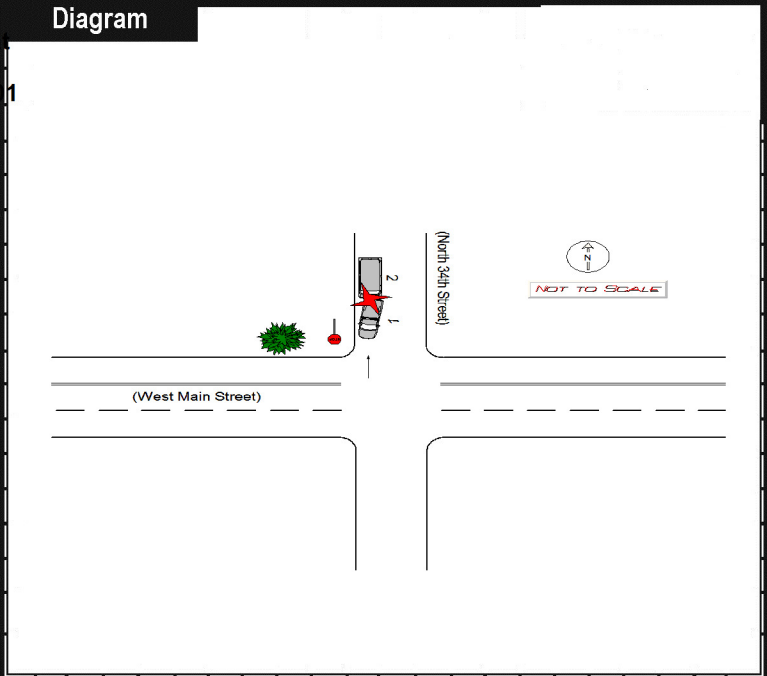 Diagram
t
1
(North 34th Street)
2
1
N
NOT TO SCALE
(West Main Street)